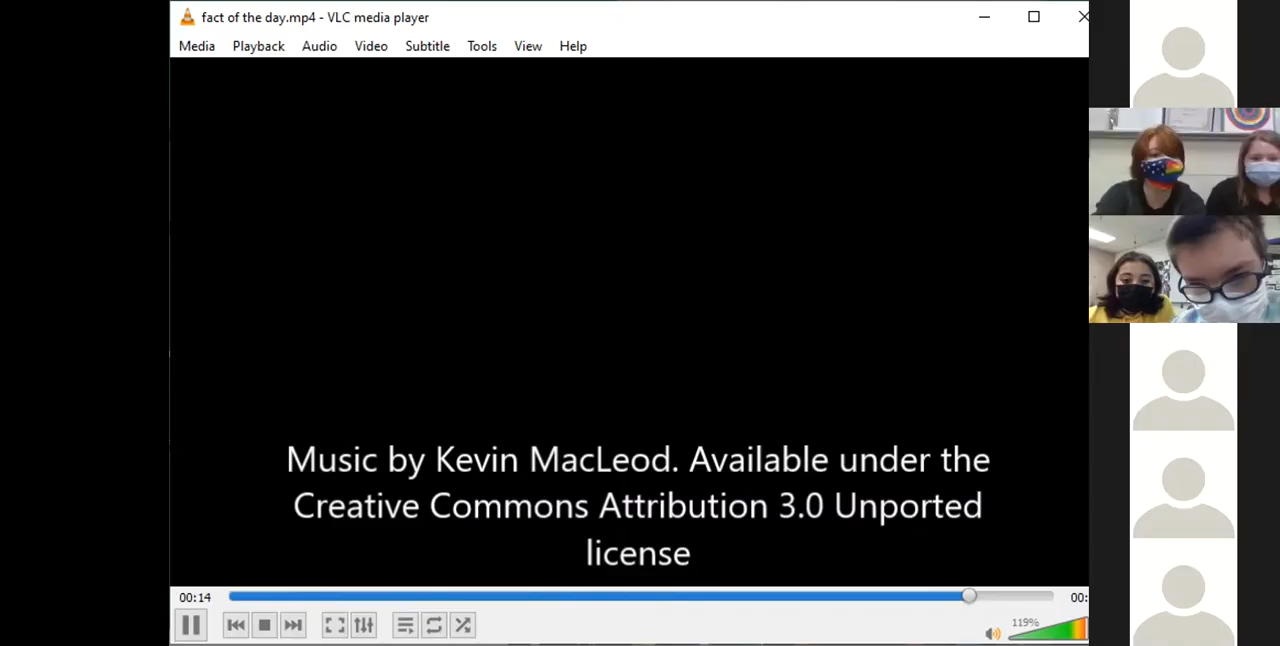 fact of the day.mp4 - VLC media player
Media Playback Audio Video Subtitle Tools View Help
Music by Kevin MacLeod. Available under the
Creative Commons Attribution 3.0 Unported
license
00:14
00:
119%